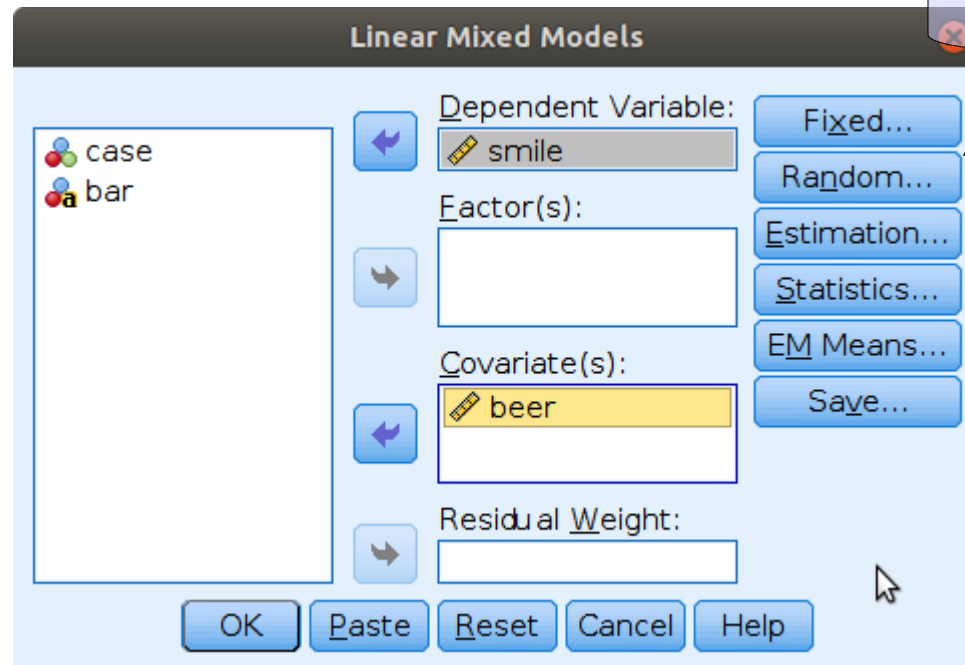 Linear Mixed Models
case
a bar
Dependent Variable:
smile
Factor(s):
Covariate(s):
beer
Residual Weight:
Fixed...
Random...
Estimation...
Statistics...
EM Means...
Save...
OK
Paste
Reset
Cancel
Help